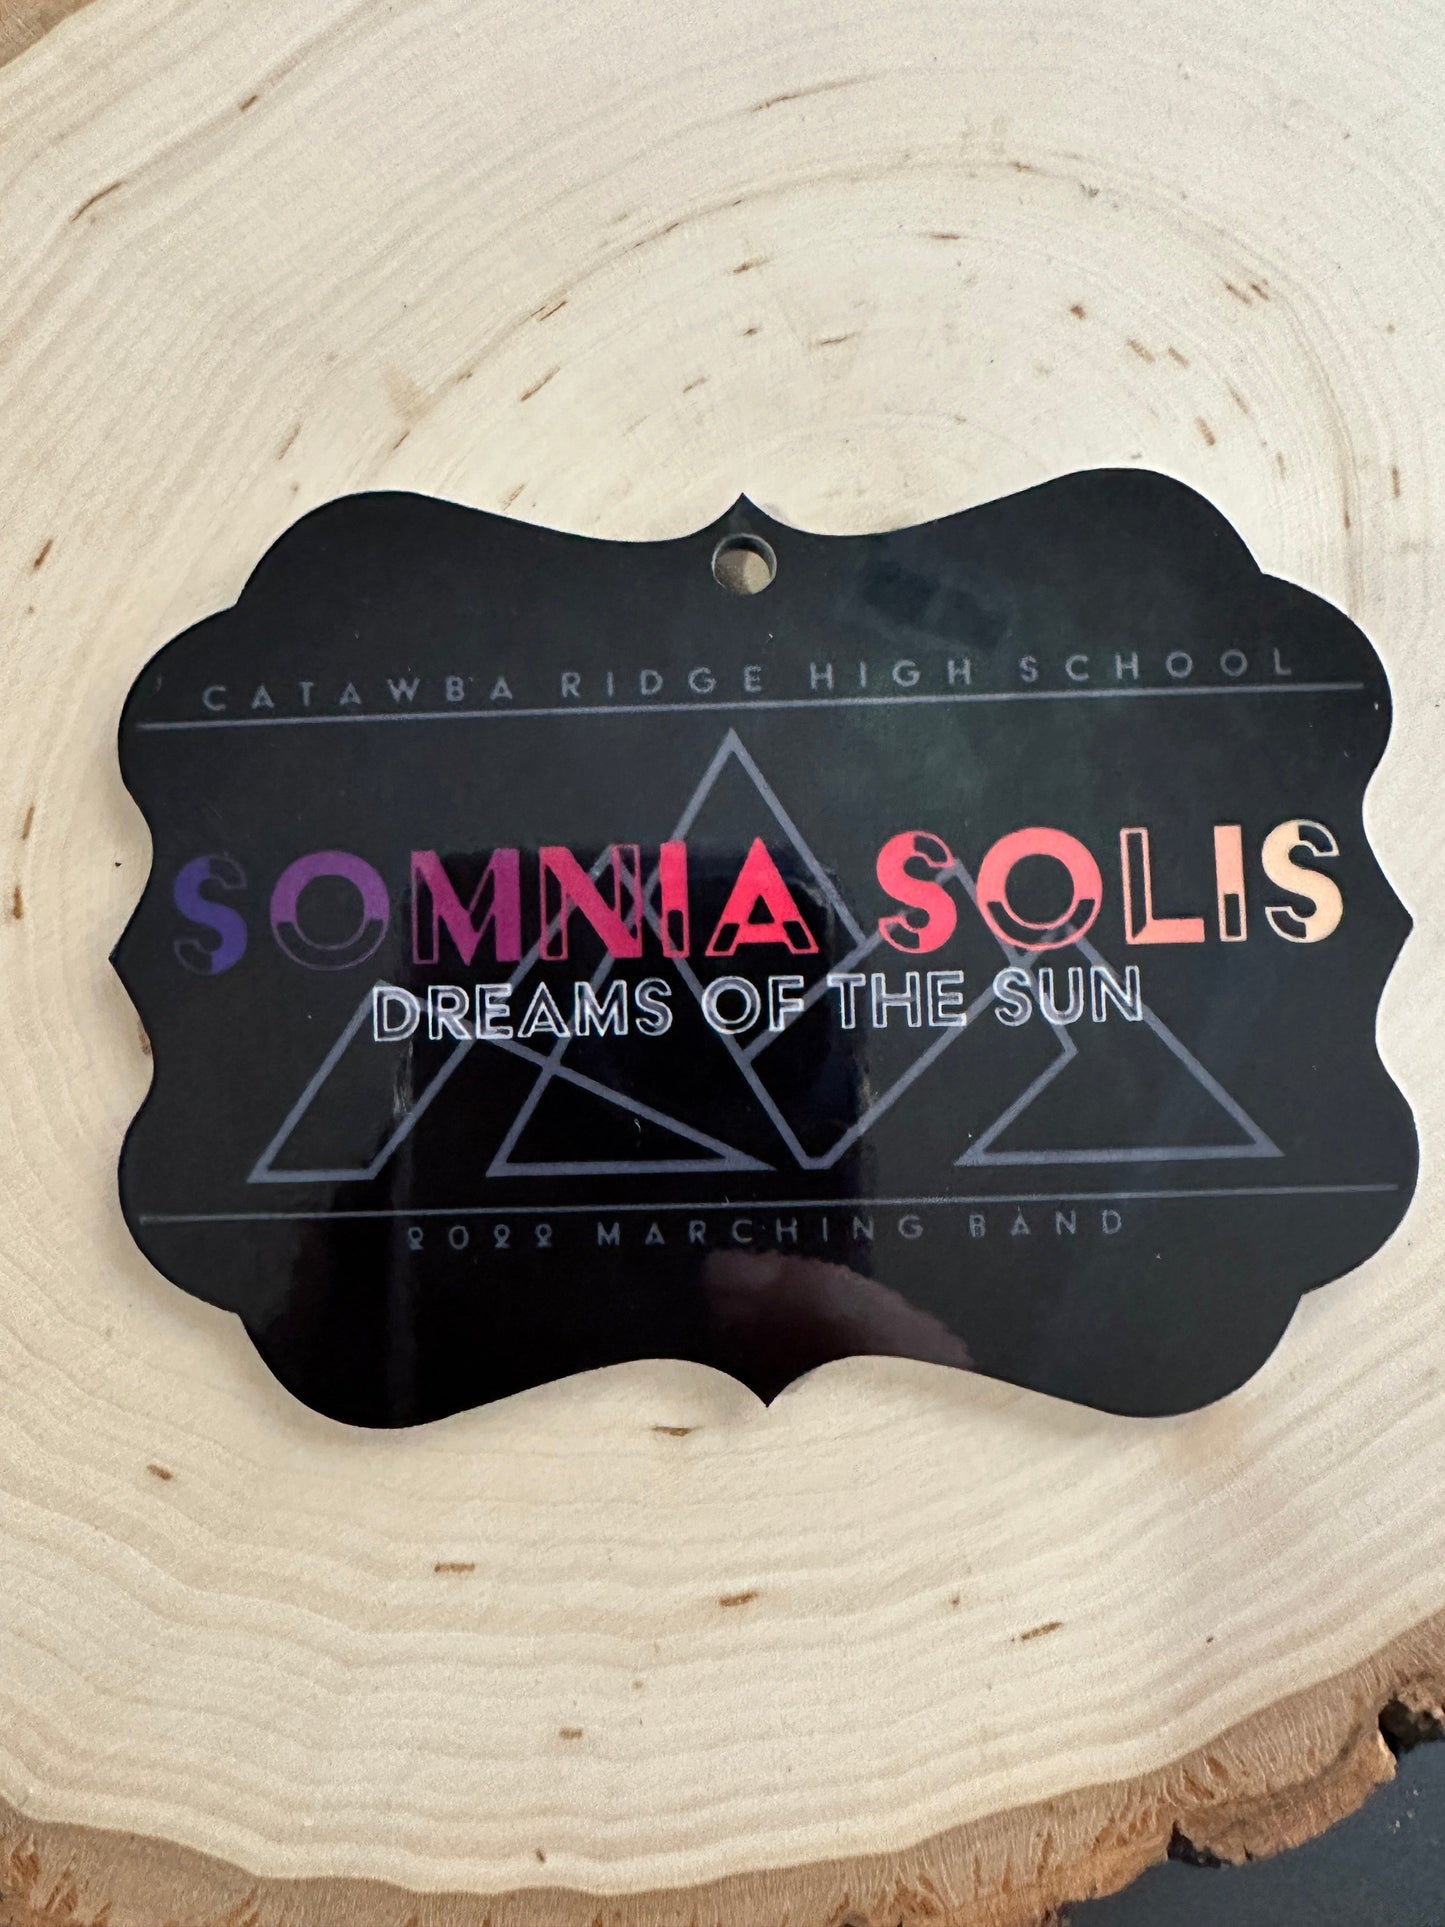 CATAWBA RIDGE HIGH SCHOOL
SOMNIA SOLIS
DREAMS OF THE SUN
2022 MARCHING BAND